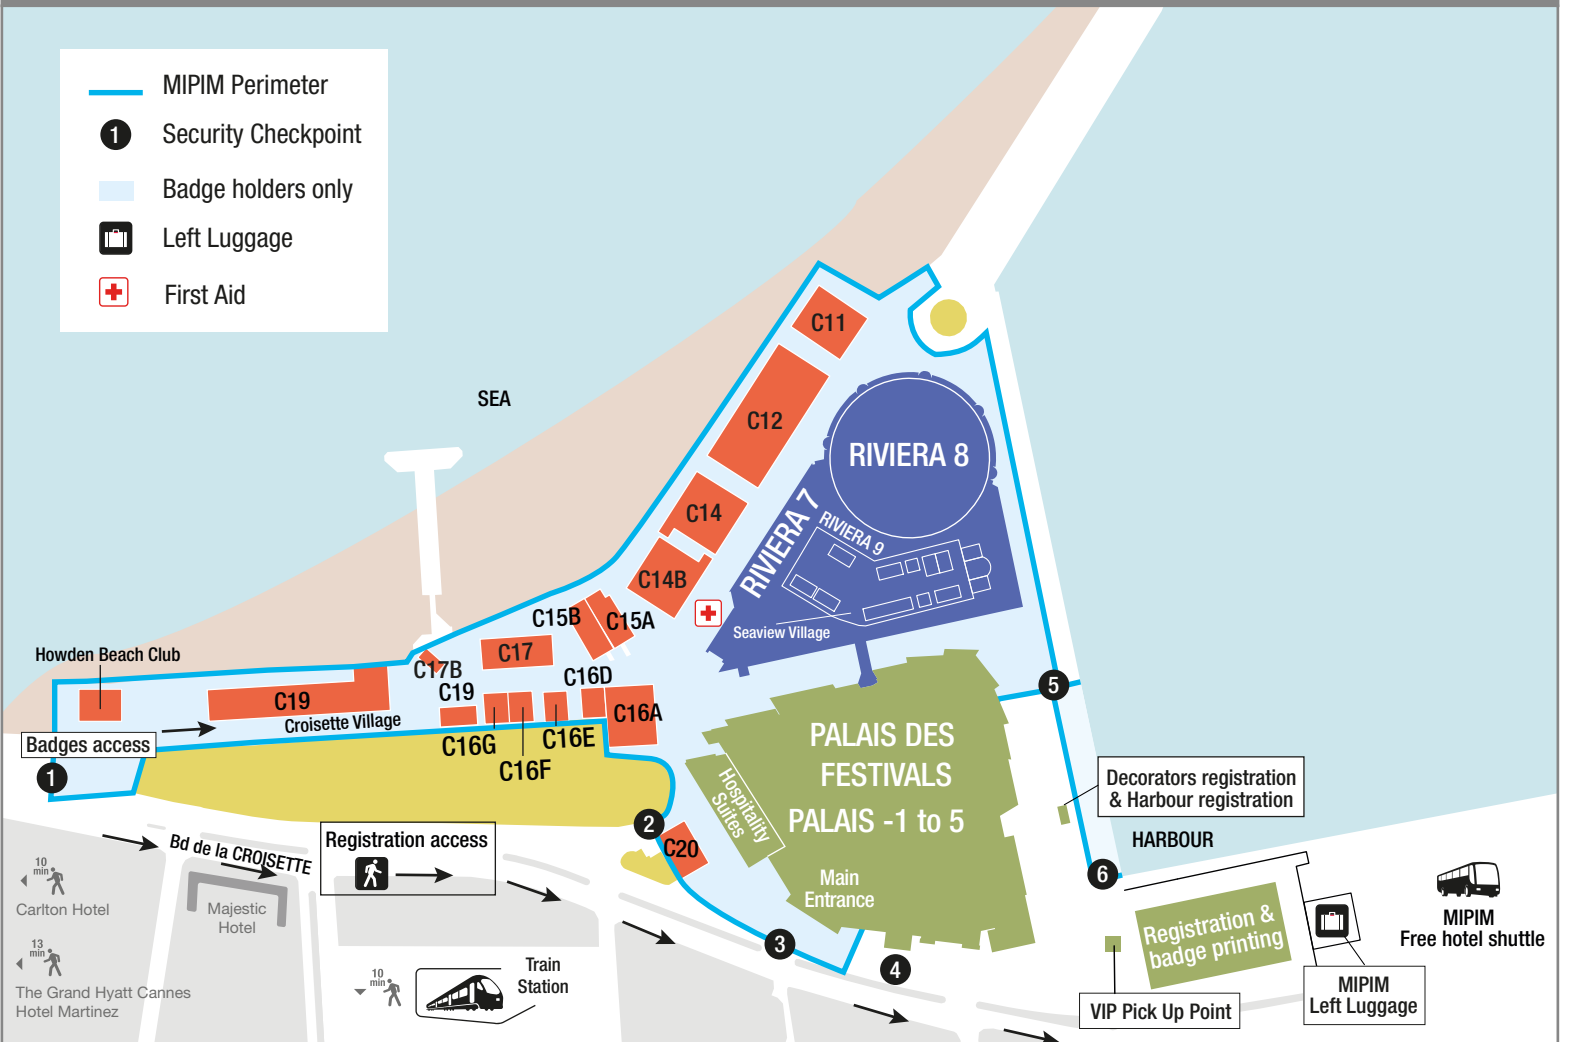 MIPIM Perimeter
1
Security Checkpoint
Badge holders only
Left Luggage
First Aid
SEA
C11
C12
RIVIERA 8
C14
RIVIERA 7
RIVIERA 9
C14B
C15B
C15A
Seaview Village
Howden Beach Club
C17
C17B
C16D
C19
C19
C16A
Croisette Village
C16G
C16E
C16F
Badges access
1
5
PALAIS DES
FESTIVALS
PALAIS -1 to 5
Hospitality
Suites
Main
Entrance
Decorators registration
& Harbour registration
HARBOUR
2
C20
6
Bd de la CROISETTE
Registration access
10
min
Carlton Hotel
Majestic
Hotel
13
min
The Grand Hyatt Cannes
Hotel Martinez
10
min
Train
Station
3
4
Registration &
badge printing
MIPIM
Free hotel shuttle
MIPIM
Left Luggage
VIP Pick Up Point